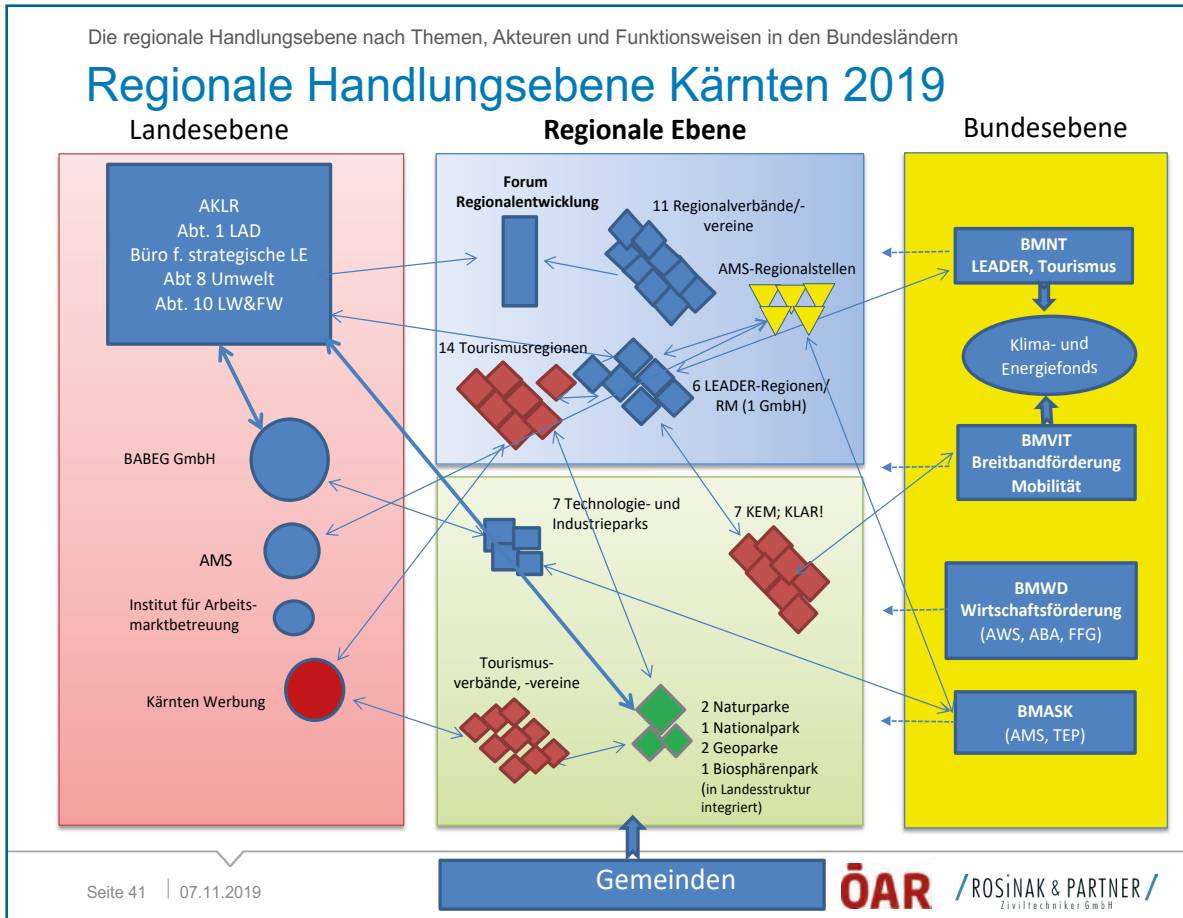 Die regionale Handlungsebene nach Themen, Akteuren und Funktionsweisen in den Bundesländern
Regionale Handlungsebene Kärnten 2019
Landesebene
Regionale Ebene
Bundesebene
AKLR
Abt. 1 LAD
Büro f. strategische LE
Abt 8 Umwelt
Abt. 10 LW&FW
BABEG GmbH
AMS
Institut für Arbeits-
marktbetreuung
Kärnten Werbung
Forum
Regionalentwicklung
11 Regionalverbände/-
vereine
AMS-Regionalstellen
14 Tourismusregionen
6 LEADER-Regionen/
RM (1 GmbH)
7 Technologie- und
Industrieparks
7 KEM; KLAR!
Tourismus-
verbände, -vereine
2 Naturparke
1 Nationalpark
2 Geoparke
1 Biosphärenpark
(in Landesstruktur
integriert)
BMNT
LEADER, Tourismus
Klima- und
Energiefonds
BMVIT
Breitbandförderung
Mobilität
BMWD
Wirtschaftsförderung
(AWS, ABA, FFG)
BMASK
(AMS, TEP)
Gemeinden
Seite 41
07.11.2019
ÖAR
/ ROSiNAK & PARTNER /
Ziviltechniker GmbH